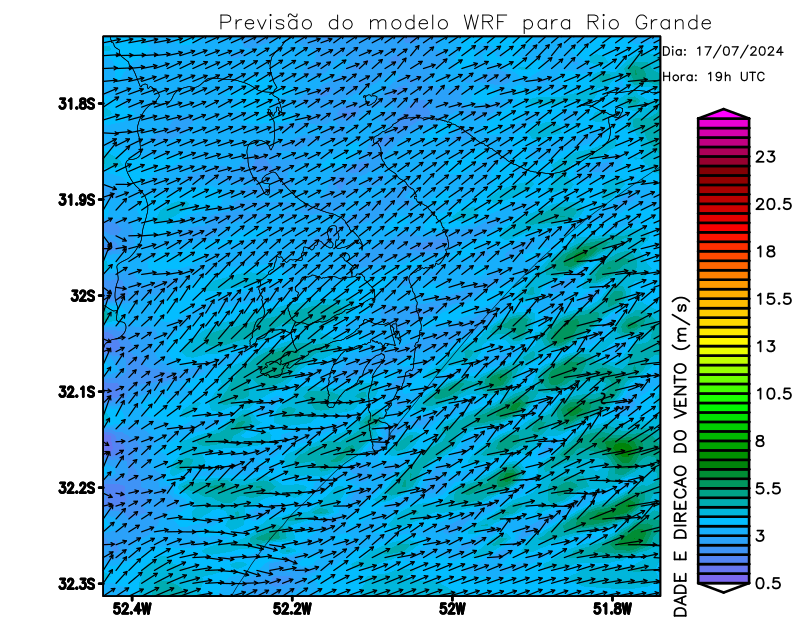 Previsão do modelo WRF para Rio Grande
Dia: 17/07/2024
Hora: 19h UTC
31.8S
31.9S
32S
32.1S
32.2S
32.3S
52.4W
52.2W
52W
51.8W
23
20.5
18
15.5
13
10.5
8
5.5
3
0.5
DADE E DIRECAO DO VENTO (m/s)